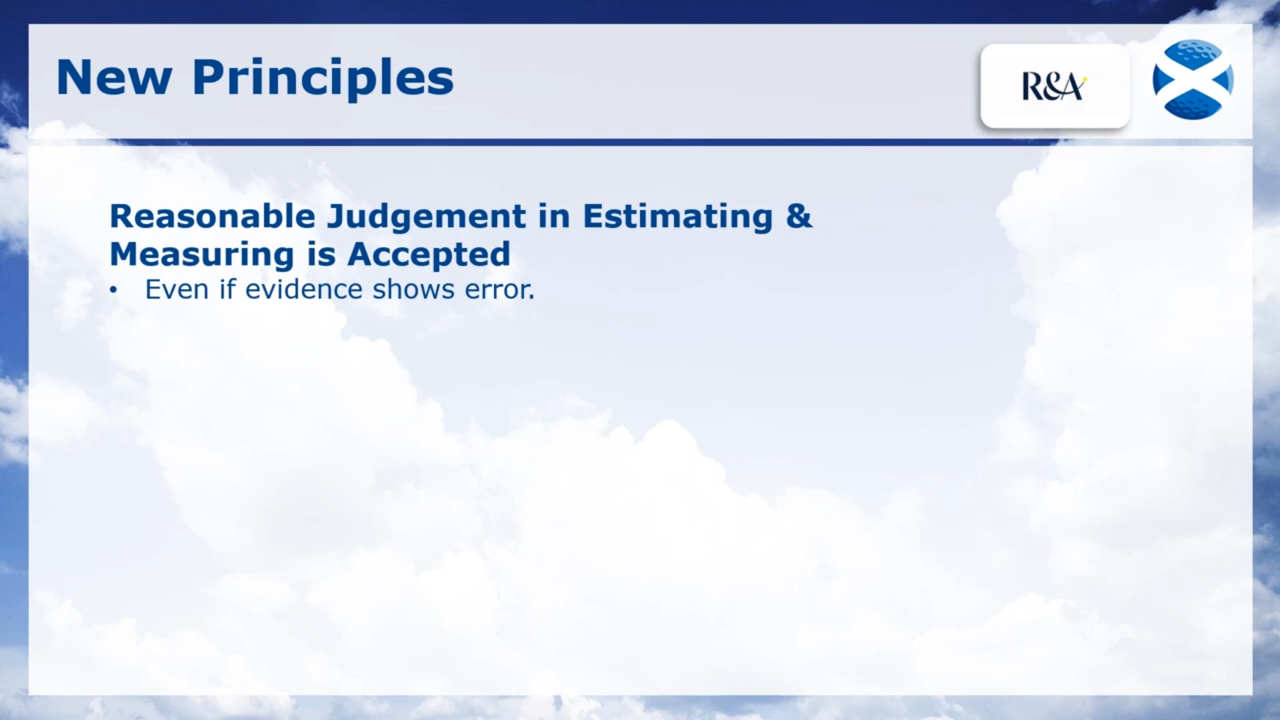 New Principles
R&A
Reasonable Judgement in Estimating &
Measuring is Accepted
• Even if evidence shows error.